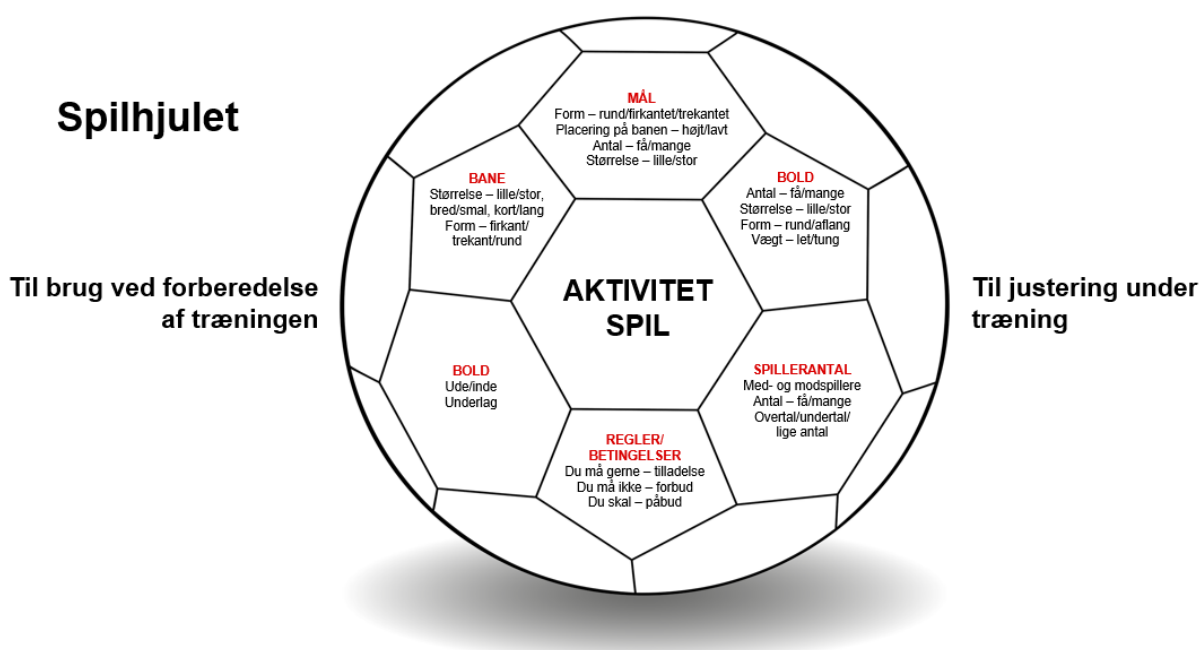 Spilhjulet
MÅL
Form – rund/firkantet/trekantet
Placering på banen – højt/lavt
Antal – få/mange
Størrelse – lille/stor
BANE
Størrelse – lille/stor,
bred/smal, kort/lang
Form – firkant/
trekant/rund
BOLD
Antal – få/mange
Størrelse – lille/stor
Form – rund/aflang
Vægt – let/tung
Til brug ved forberedelse
af træningen
AKTIVITET
SPIL
Til justering under
træning
BOLD
Ude/inde
Underlag
SPILLERANTAL
Med- og modspillere
Antal – få/mange
Overtal/undertal/
lige antal
REGLER/
BETINGELSER
Du må gerne – tilladelse
Du må ikke – forbud
Du skal – påbud